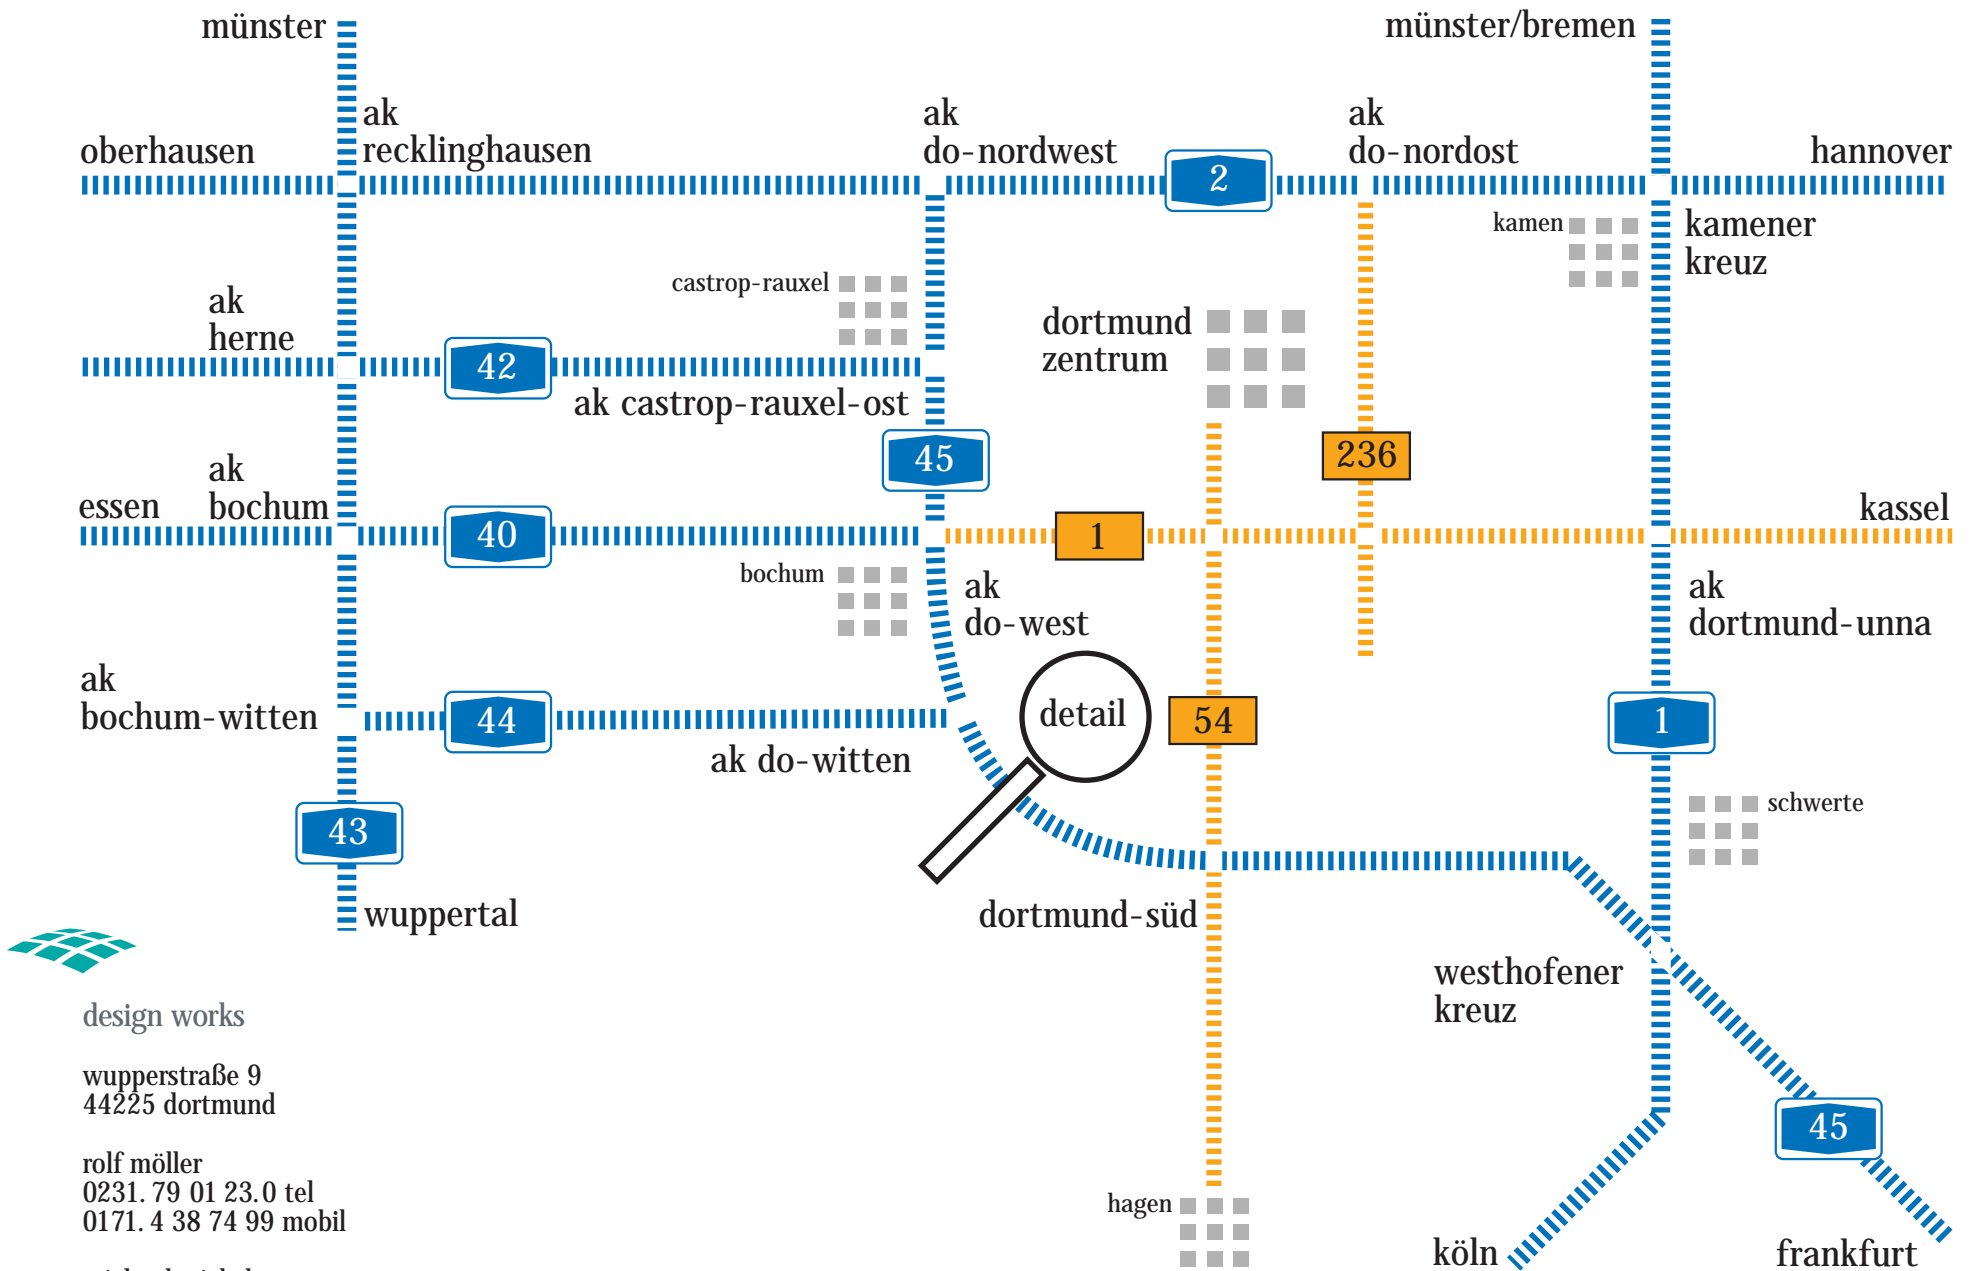 münster
münster/bremen
ak
recklinghausen
ak
do-nordwest
ak
do-nordost
oberhausen
hannover
2
kamen
kamener
kreuz
castrop-rauxel
ak
herne
dortmund
zentrum
42
ak castrop-rauxel-ost
45
236
ak
bochum
essen
kassel
40
1
bochum
ak
do-west
ak
dortmund-unna
ak
bochum-witten
44
detail
54
1
ak do-witten
schwerte
43
wuppertal
dortmund-süd
westhofener
kreuz
design works
wupperstraße 9
44225 dortmund
45
rolf möller
0231. 79 01 23.0 tel
0171. 4 38 74 99 mobil
hagen
köln
frankfurt